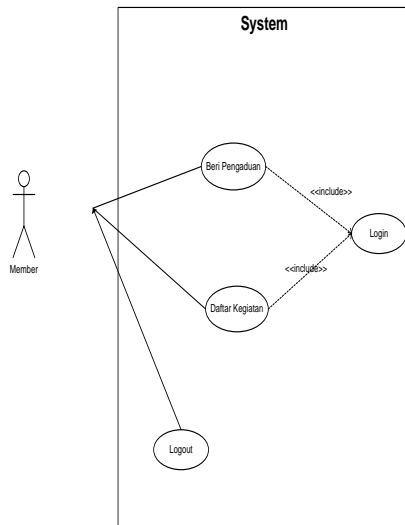 System
Beri Pengaduan
<<include>>
Login
Member
<<include>>
Daftar Kegiatan
Logout